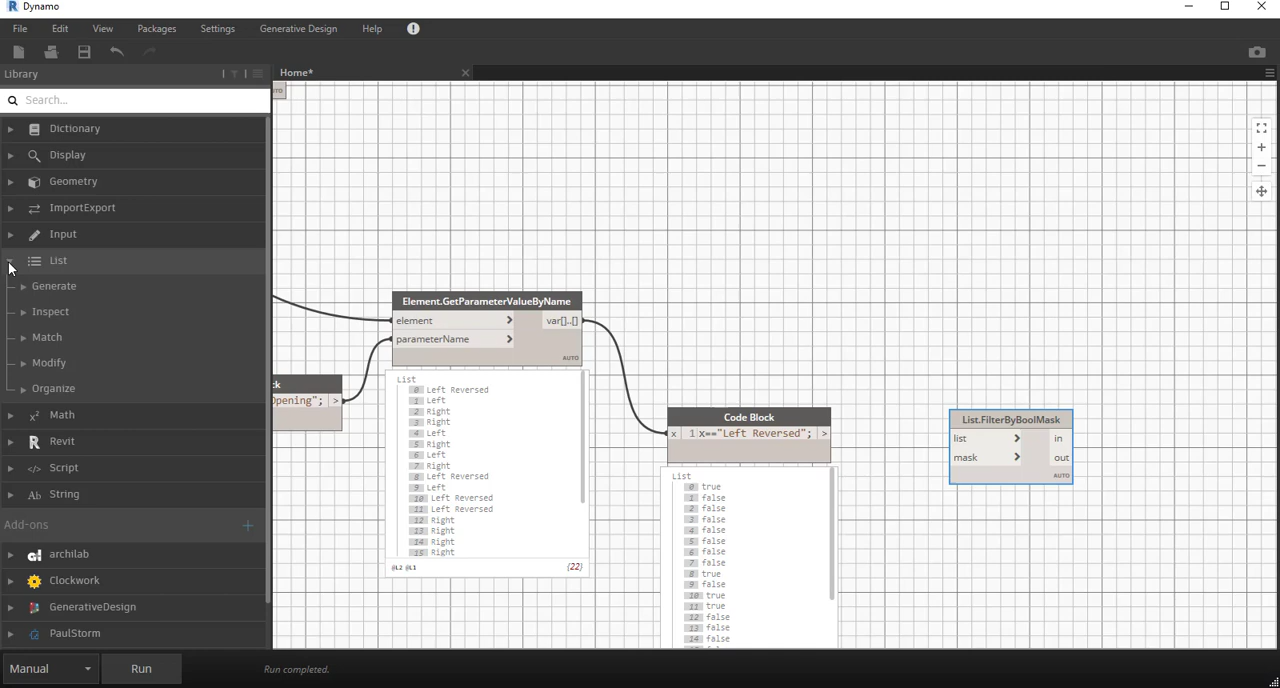 Dynamo
File Edit View Packages Settings Generative Design Help
Library
Home*
Search...
Dictionary
Display
Geometry
ImportExport
Input
List
Generate
Inspect
Match
Modify
Organize
Math
Revit
Script
String
Add-ons
archilab
Clockwork
GenerativeDesign
PaulStorm
Manual
Run
Run completed.
Opening"; >
Element.GetParameterValueByName
element > var[]..[]
parameterName >
AUTO
List
0 Left Reversed
1 Left
2 Right
3 Right
4 Left
5 Right
6 Left
7 Right
8 Left Reversed
9 Left
10 Left Reversed
11 Left Reversed
12 Right
13 Right
14 Right
15 Right
@L2 @L1 {22}
Code Block
x 1 x=="Left Reversed"; >
List
0 true
1 false
2 false
3 false
4 false
5 false
6 false
7 false
8 true
9 false
10 true
11 true
12 false
13 false
14 false
List.FilterByBoolMask
list > in
mask > out
AUTO